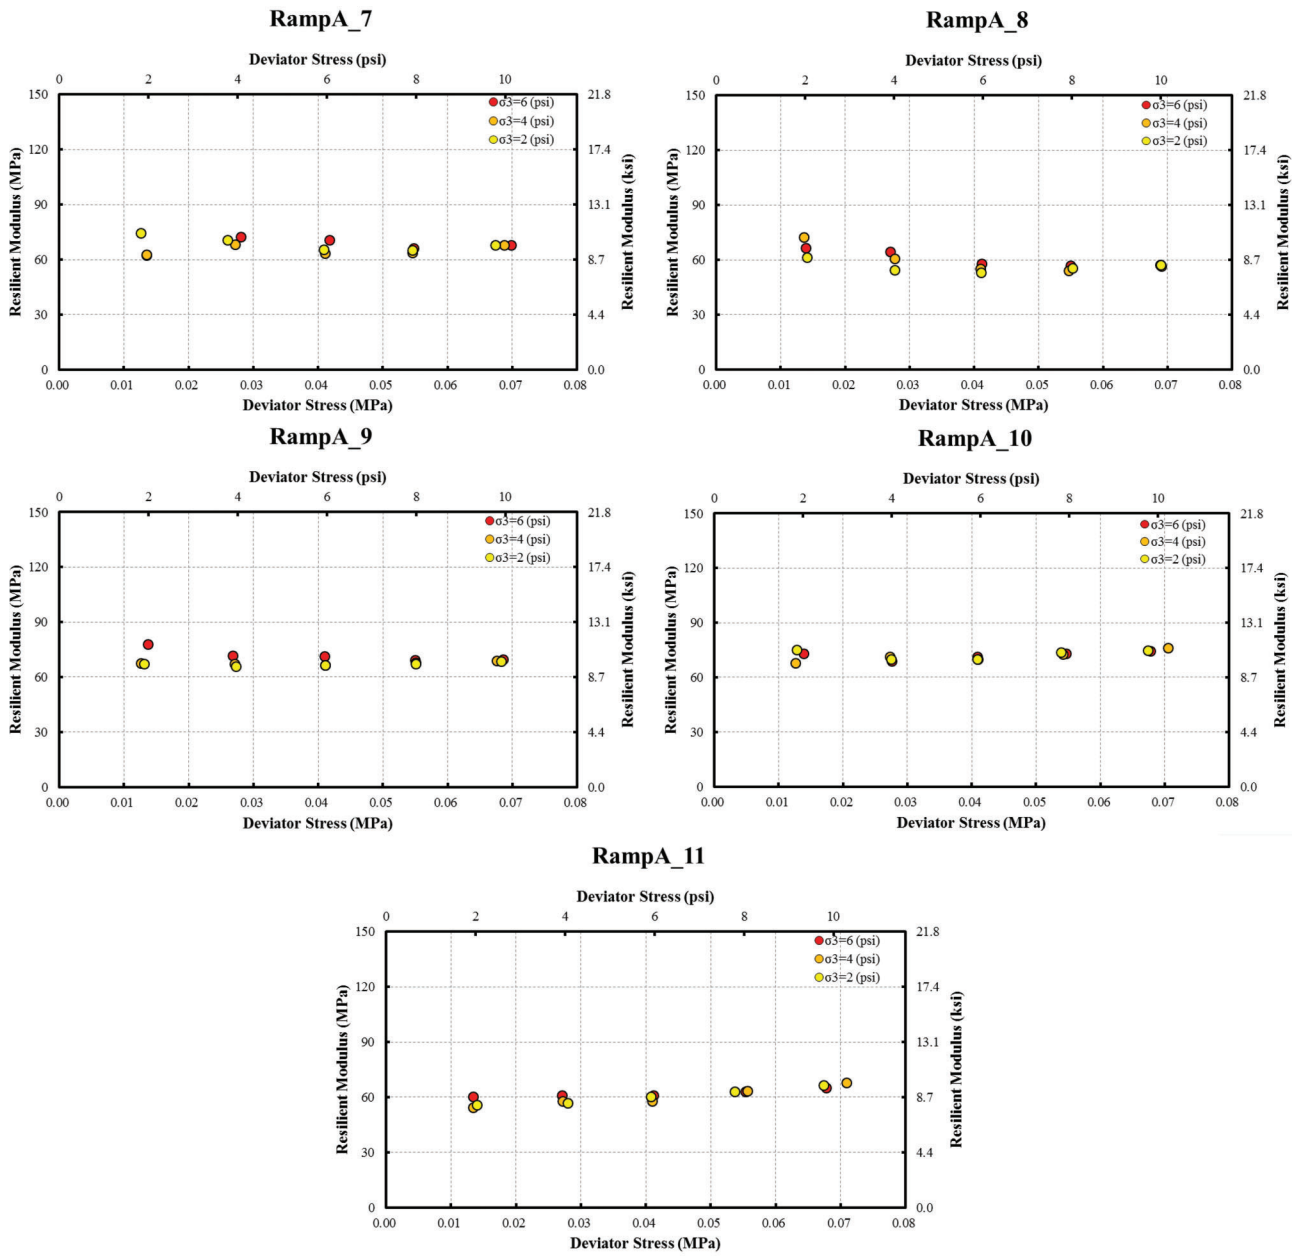 RampA_7
Deviator Stress (psi)
0 2 4 6 8 10
150 21.8
σ3=6 (psi)
σ3=4 (psi)
σ3=2 (psi)
120 17.4
90 13.1
60 8.7
30 4.4
0 0.0
Resilient Modulus (MPa)
Resilient Modulus (ksi)
0.00 0.01 0.02 0.03 0.04 0.05 0.06 0.07 0.08
Deviator Stress (MPa)
RampA_8
Deviator Stress (psi)
0 2 4 6 8 10
150 21.8
σ3=6 (psi)
σ3=4 (psi)
σ3=2 (psi)
120 17.4
90 13.1
60 8.7
30 4.4
0 0.0
Resilient Modulus (MPa)
Resilient Modulus (ksi)
0.00 0.01 0.02 0.03 0.04 0.05 0.06 0.07 0.08
Deviator Stress (MPa)
RampA_9
Deviator Stress (psi)
0 2 4 6 8 10
150 21.8
σ3=6 (psi)
σ3=4 (psi)
σ3=2 (psi)
120 17.4
90 13.1
60 8.7
30 4.4
0 0.0
Resilient Modulus (MPa)
Resilient Modulus (ksi)
0.00 0.01 0.02 0.03 0.04 0.05 0.06 0.07 0.08
Deviator Stress (MPa)
RampA_10
Deviator Stress (psi)
0 2 4 6 8 10
150 21.8
σ3=6 (psi)
σ3=4 (psi)
σ3=2 (psi)
120 17.4
90 13.1
60 8.7
30 4.4
0 0.0
Resilient Modulus (MPa)
Resilient Modulus (ksi)
0.00 0.01 0.02 0.03 0.04 0.05 0.06 0.07 0.08
Deviator Stress (MPa)
RampA_11
Deviator Stress (psi)
0 2 4 6 8 10
150 21.8
σ3=6 (psi)
σ3=4 (psi)
σ3=2 (psi)
120 17.4
90 13.1
60 8.7
30 4.4
0 0.0
Resilient Modulus (MPa)
Resilient Modulus (ksi)
0.00 0.01 0.02 0.03 0.04 0.05 0.06 0.07 0.08
Deviator Stress (MPa)